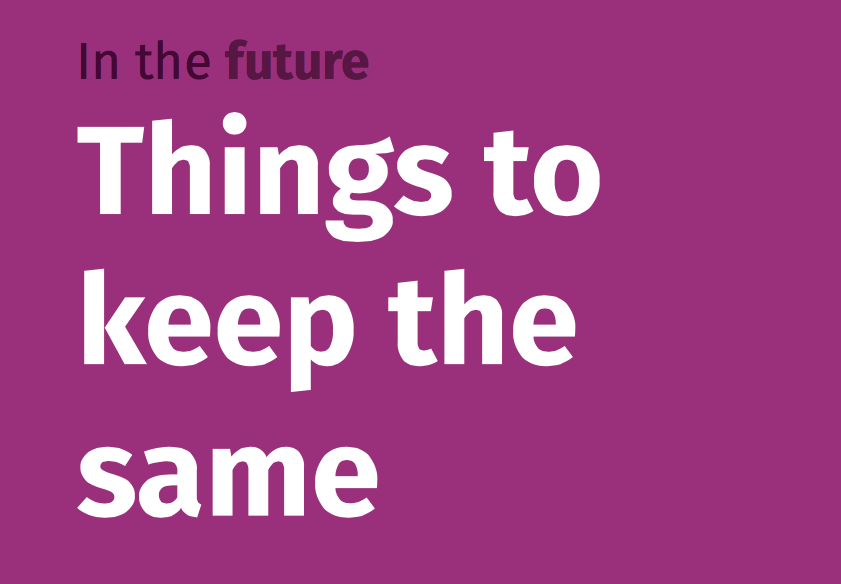 In the future
Things to
keep the
same